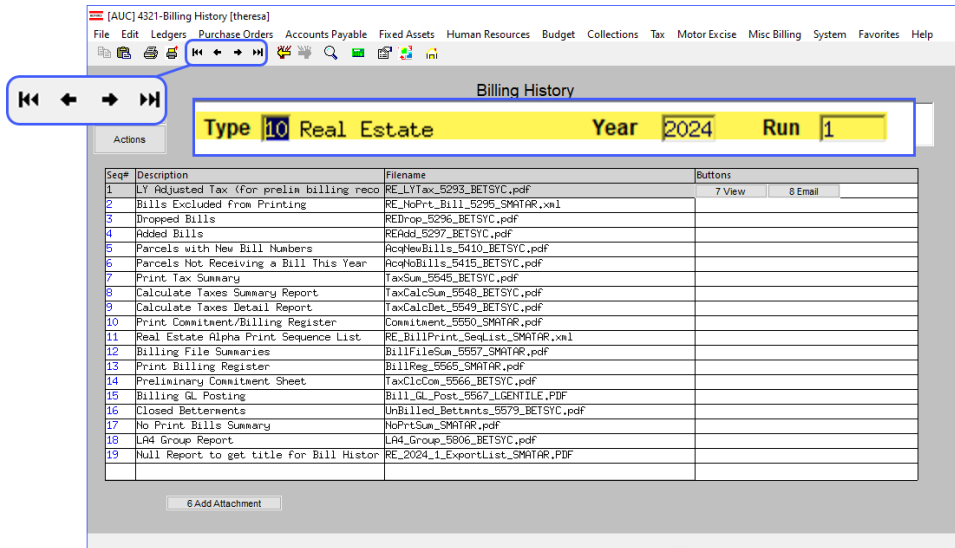 [AUC] 4321-Billing History [theresa]
File Edit Ledgers Purchase Orders Accounts Payable Fixed Assets Human Resources Budget Collections Tax Motor Excise Misc Billing System Favorites Help
Billing History
Type 10 Real Estate Year 2024 Run 1
Actions
Seq# Description Filename Buttons
1 LY Adjusted Tax (for prelim billing reco RE_LYTax_5293_BETSYC.pdf 7 View 8 Email
2 Bills Excluded from Printing RE_NoPrt_Bill_5295_SMATAR.xml
3 Dropped Bills REDrop_5296_BETSYC.pdf
4 Added Bills REAdd_5297_BETSYC.pdf
5 Parcels with New Bill Numbers AcqNewBills_5410_BETSYC.pdf
6 Parcels Not Receiving a Bill This Year AcqNoBills_5415_BETSYC.pdf
7 Print Tax Summary TaxSum_5545_BETSYC.pdf
8 Calculate Taxes Summary Report TaxCalcSum_5548_BETSYC.pdf
9 Calculate Taxes Detail Report TaxCalcDet_5549_BETSYC.pdf
10 Print Commitment/Billing Register Commitment_5550_SMATAR.pdf
11 Real Estate Alpha Print Sequence List RE_BillPrint_SeqList_SMATAR.xml
12 Billing File Summaries BillFileSum_5557_SMATAR.pdf
13 Print Billing Register BillReg_5565_SMATAR.pdf
14 Preliminary Commitment Sheet TaxClcCom_5566_BETSYC.pdf
15 Billing GL Posting Bill_GL_Post_5567_LGENTILE.PDF
16 Closed Betterments UnBilled_Bettmnts_5579_BETSYC.pdf
17 No Print Bills Summary NoPrtSum_SMATAR.pdf
18 LA4 Group Report LA4_Group_5806_BETSYC.pdf
19 Null Report to get title for Bill Histor RE_2024_1_ExportList_SMATAR.PDF
6 Add Attachment